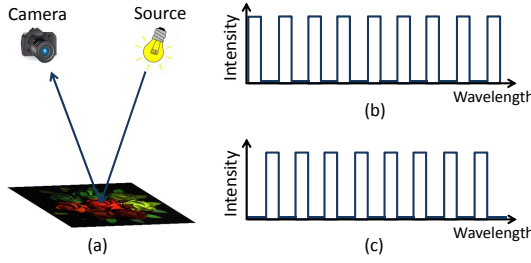 Camera
Source
(a)
Intensity
Wavelength
(b)
Intensity
Wavelength
(c)